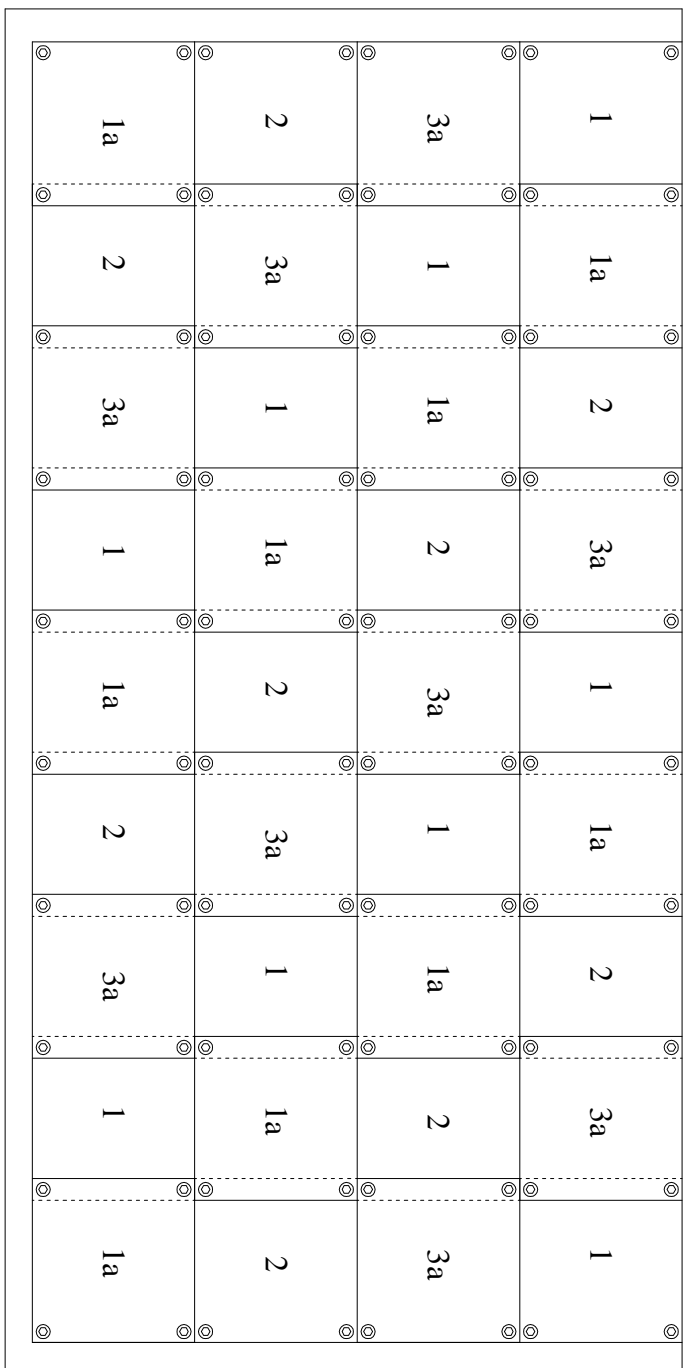 1 1a 2 3a 1 1a 2 3a 1
3a 1 1a 2 3a 1 1a 2 3a
2 3a 1 1a 2 3a 1 1a 2
1a 2 3a 1 1a 2 3a 1 1a